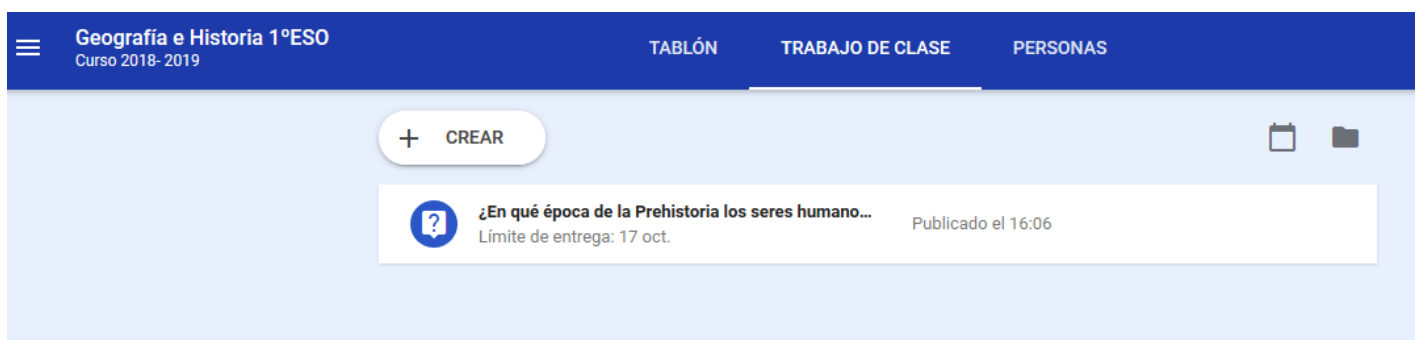 Geografía e Historia 1ºESO
Curso 2018- 2019
TABLÓN
TRABAJO DE CLASE
PERSONAS
+ CREAR
¿En qué época de la Prehistoria los seres humano...
Límite de entrega: 17 oct.
Publicado el 16:06